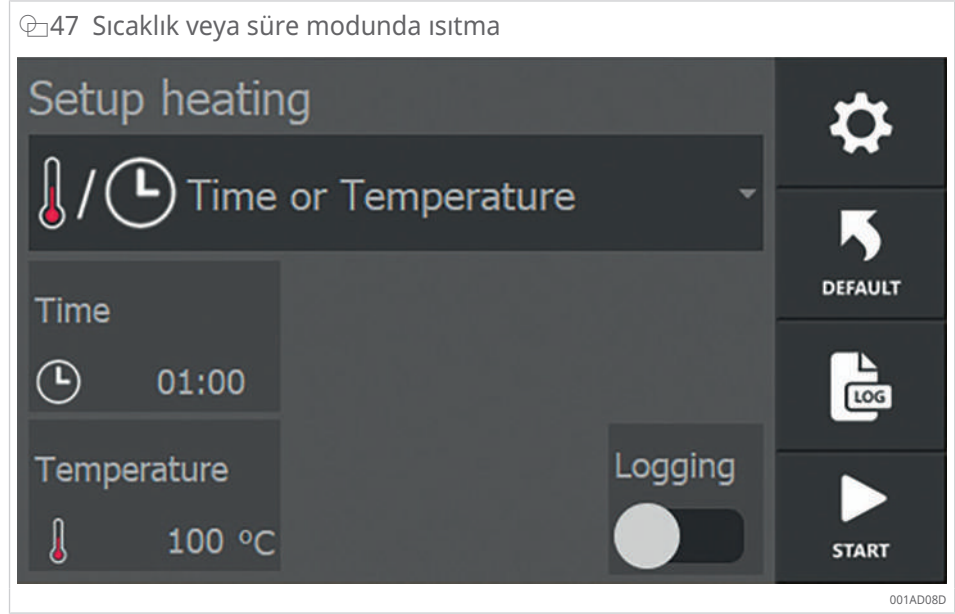 47 Sıcaklık veya süre modunda ısıtma
Setup heating
/ Time or Temperature
DEFAULT
Time
01:00
LOG
Temperature
100 °C
Logging
START
001AD08D